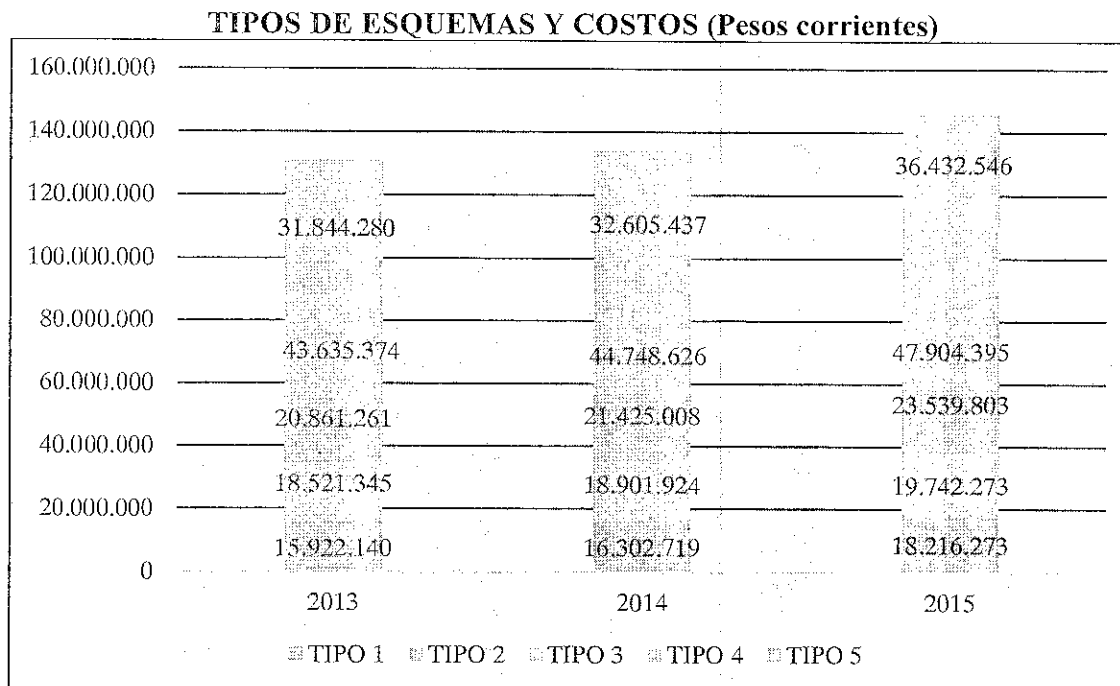 TIPOS DE ESQUEMAS Y COSTOS (Pesos corrientes)
160.000.000
140.000.000
36.432.546
120.000.000
31.844.280 32.605.437
100.000.000
80.000.000
43.635.374 44.748.626 47.904.395
60.000.000
20.861.261 21.425.008 23.539.803
40.000.000
18.521.345 18.901.924 19.742.273
20.000.000
15.922.140 16.302.719 18.216.273
0
2013 2014 2015
TIPO 1 TIPO 2 TIPO 3 TIPO 4 TIPO 5